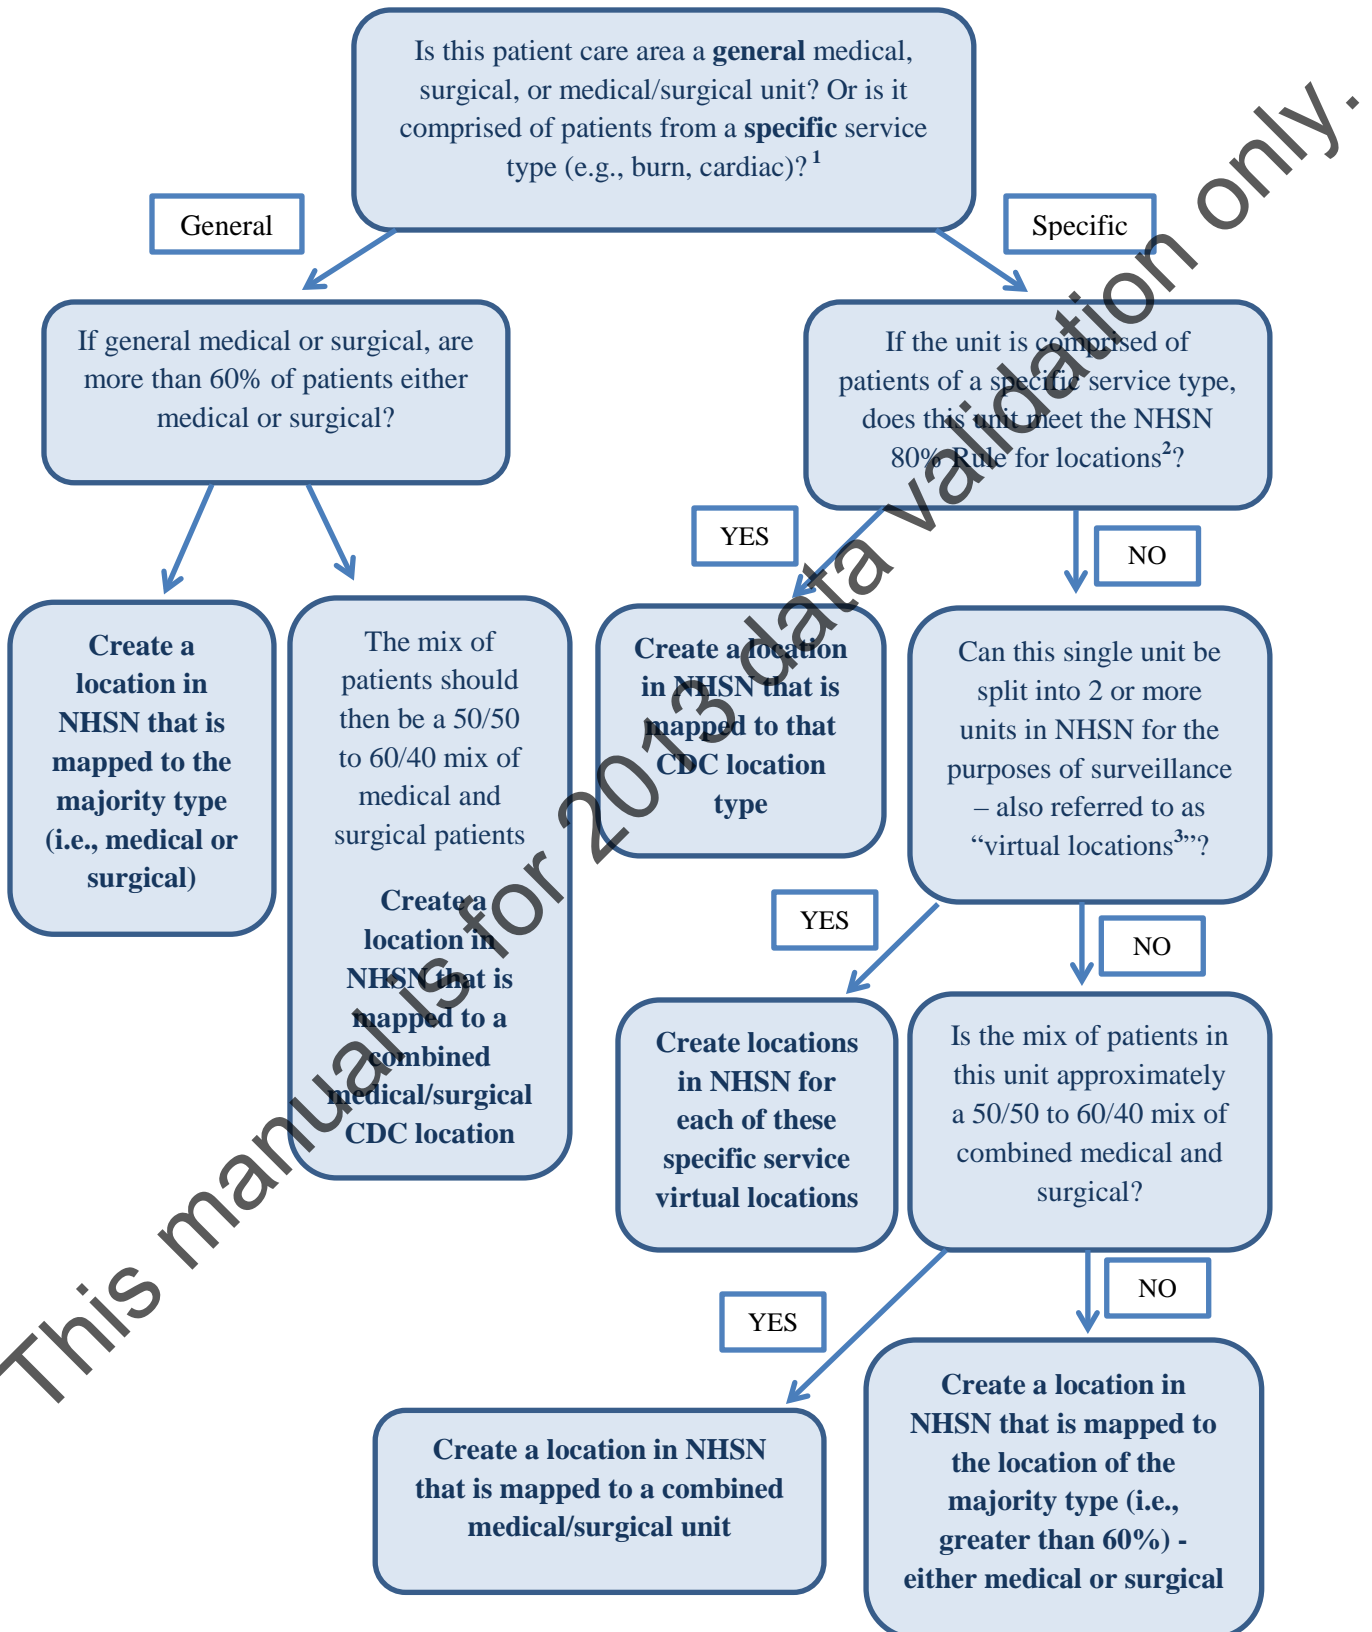 Is this patient care area a general medical,
surgical, or medical/surgical unit? Or is it
comprised of patients from a specific service
type (e.g., burn, cardiac)? 1
General
Specific
If general medical or surgical, are
more than 60% of patients either
medical or surgical?
If the unit is comprised of
patients of a specific service type,
does this unit meet the NHSN
80% Rule for locations2?
YES
NO
Create a
location in
NHSN that is
mapped to the
majority type
(i.e., medical or
surgical)
The mix of
patients should
then be a 50/50
to 60/40 mix of
medical and
surgical patients
Create a
location in
NHSN that is
mapped to a
combined
medical/surgical
CDC location
Create a location
in NHSN that is
mapped to that
CDC location
type
Can this single unit be
split into 2 or more
units in NHSN for the
purposes of surveillance
– also referred to as
“virtual locations3”?
YES
NO
Create locations
in NHSN for
each of these
specific service
virtual locations
Is the mix of patients in
this unit approximately
a 50/50 to 60/40 mix of
combined medical and
surgical?
YES
NO
Create a location in NHSN
that is mapped to a combined
medical/surgical unit
Create a location in
NHSN that is mapped to
the location of the
majority type (i.e.,
greater than 60%) -
either medical or surgical
This manual is for 2013 data validation only.